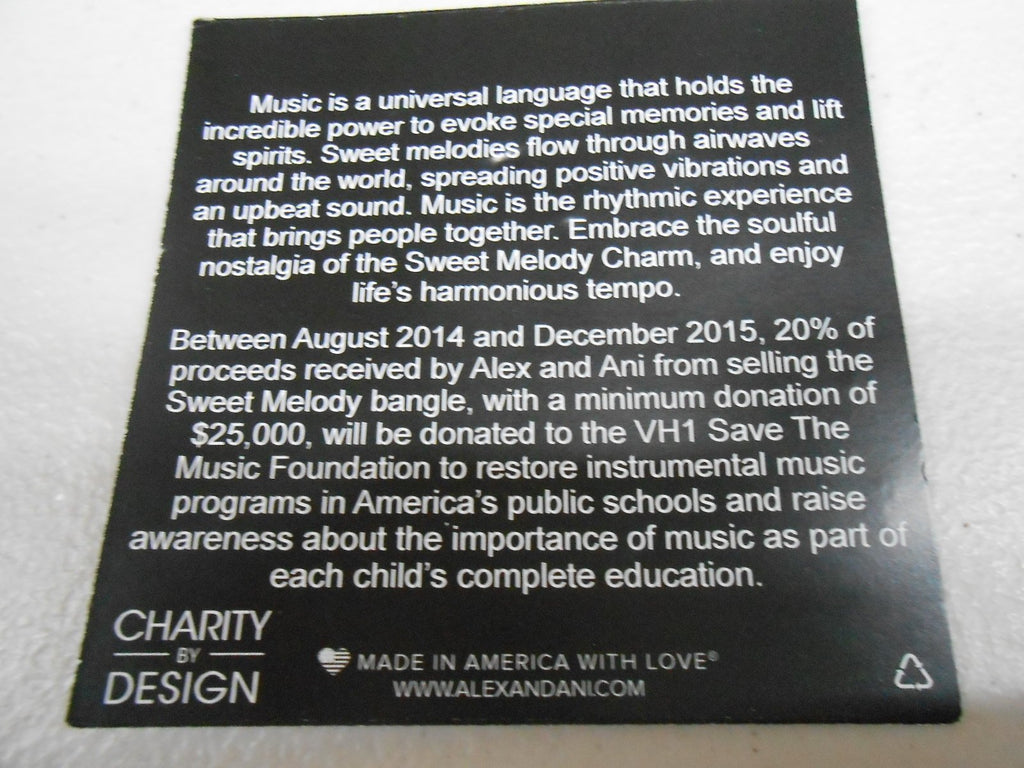 Music is a universal language that holds the
incredible power to evoke special memories and lift
spirits. Sweet melodies flow through airwaves
around the world, spreading positive vibrations and
an upbeat sound. Music is the rhythmic experience
that brings people together. Embrace the soulful
nostalgia of the Sweet Melody Charm, and enjoy
life's harmonious tempo.
Between August 2014 and December 2015, 20% of
proceeds received by Alex and Ani from selling the
Sweet Melody bangle, with a minimum donation of
$25,000, will be donated to the VH1 Save The
Music Foundation to restore instrumental music
programs in America's public schools and raise
awareness about the importance of music as part of
each child's complete education.
CHARITY
BY
DESIGN
MADE IN AMERICA WITH LOVE®
WWW.ALEXANDANI.COM